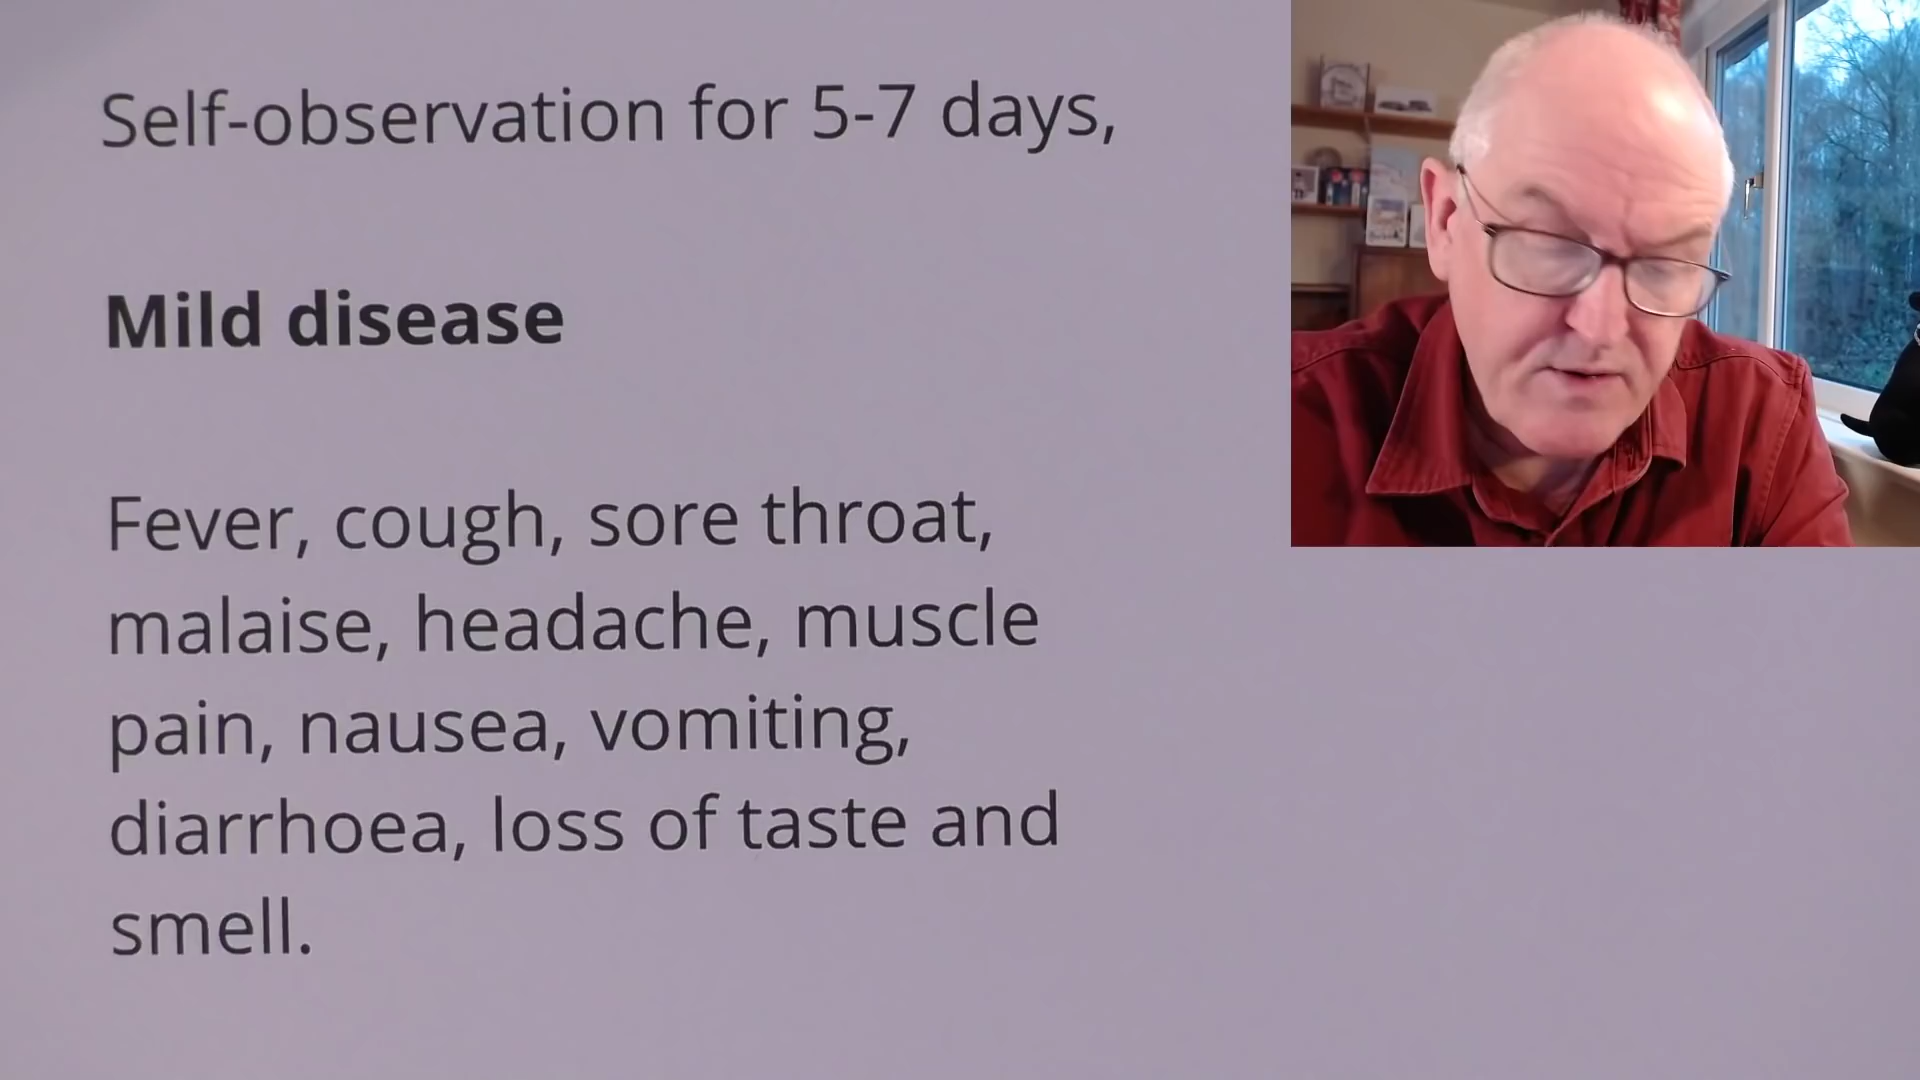 Self-observation for 5-7 days,
Mild disease
Fever, cough, sore throat,
malaise, headache, muscle
pain, nausea, vomiting,
diarrhoea, loss of taste and
smell.